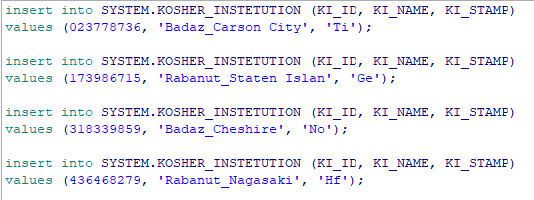 insert into SYSTEM.KOSHER_INSTETUTION (KI_ID, KI_NAME, KI_STAMP)
values (023778736, 'Badaz_Carson City', 'Ti');
insert into SYSTEM.KOSHER_INSTETUTION (KI_ID, KI_NAME, KI_STAMP)
values (173986715, 'Rabanut_Staten Islan', 'Ge');
insert into SYSTEM.KOSHER_INSTETUTION (KI_ID, KI_NAME, KI_STAMP)
values (318339859, 'Badaz_Cheshire', 'No');
insert into SYSTEM.KOSHER_INSTETUTION (KI_ID, KI_NAME, KI_STAMP)
values (436468279, 'Rabanut_Nagasaki', 'Hf');